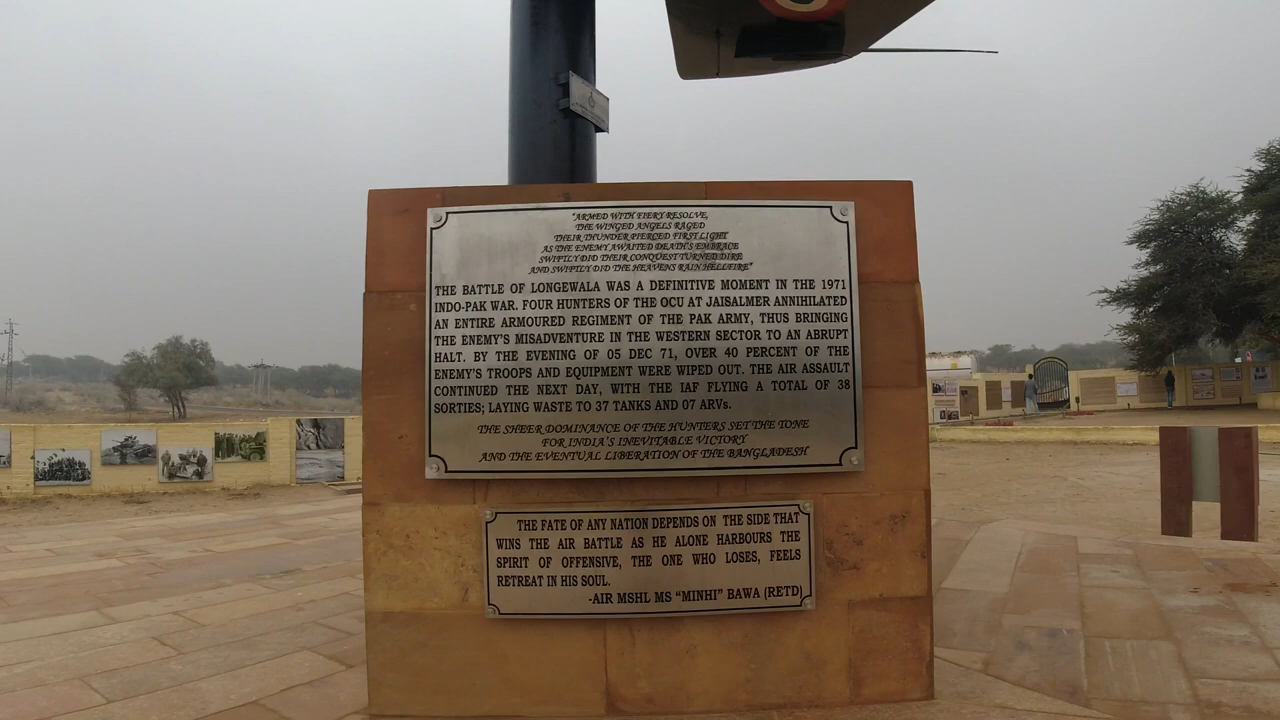 "ARMED WITH FIERY RESOLVE,
THE WINGED ANGELS RAGED
THEIR THUNDER PIERCED FIRST LIGHT
AS THE ENEMY AWAITED DEATH'S EMBRACE
SWIFTLY DID THEIR CONQUEST TURNED DIRE
AND SWIFTLY DID THE HEAVENS RAIN HELLFIRE"
THE BATTLE OF LONGEWALA WAS A DEFINITIVE MOMENT IN THE 1971
INDO-PAK WAR. FOUR HUNTERS OF THE OCU AT JAISALMER ANNIHILATED
AN ENTIRE ARMOURED REGIMENT OF THE PAK ARMY, THUS BRINGING
THE ENEMY'S MISADVENTURE IN THE WESTERN SECTOR TO AN ABRUPT
HALT. BY THE EVENING OF 05 DEC 71, OVER 40 PERCENT OF THE
ENEMY'S TROOPS AND EQUIPMENT WERE WIPED OUT. THE AIR ASSAULT
CONTINUED THE NEXT DAY, WITH THE IAF FLYING A TOTAL OF 38
SORTIES; LAYING WASTE TO 37 TANKS AND 07 ARVs.
THE SHEER DOMINANCE OF THE HUNTERS SET THE TONE
FOR INDIA'S INEVITABLE VICTORY
AND THE EVENTUAL LIBERATION OF THE BANGLADESH
THE FATE OF ANY NATION DEPENDS ON THE SIDE THAT
WINS THE AIR BATTLE AS HE ALONE HARBOURS THE
SPIRIT OF OFFENSIVE, THE ONE WHO LOSES, FEELS
RETREAT IN HIS SOUL.
-AIR MSHL MS "MINHI" BAWA (RETD)